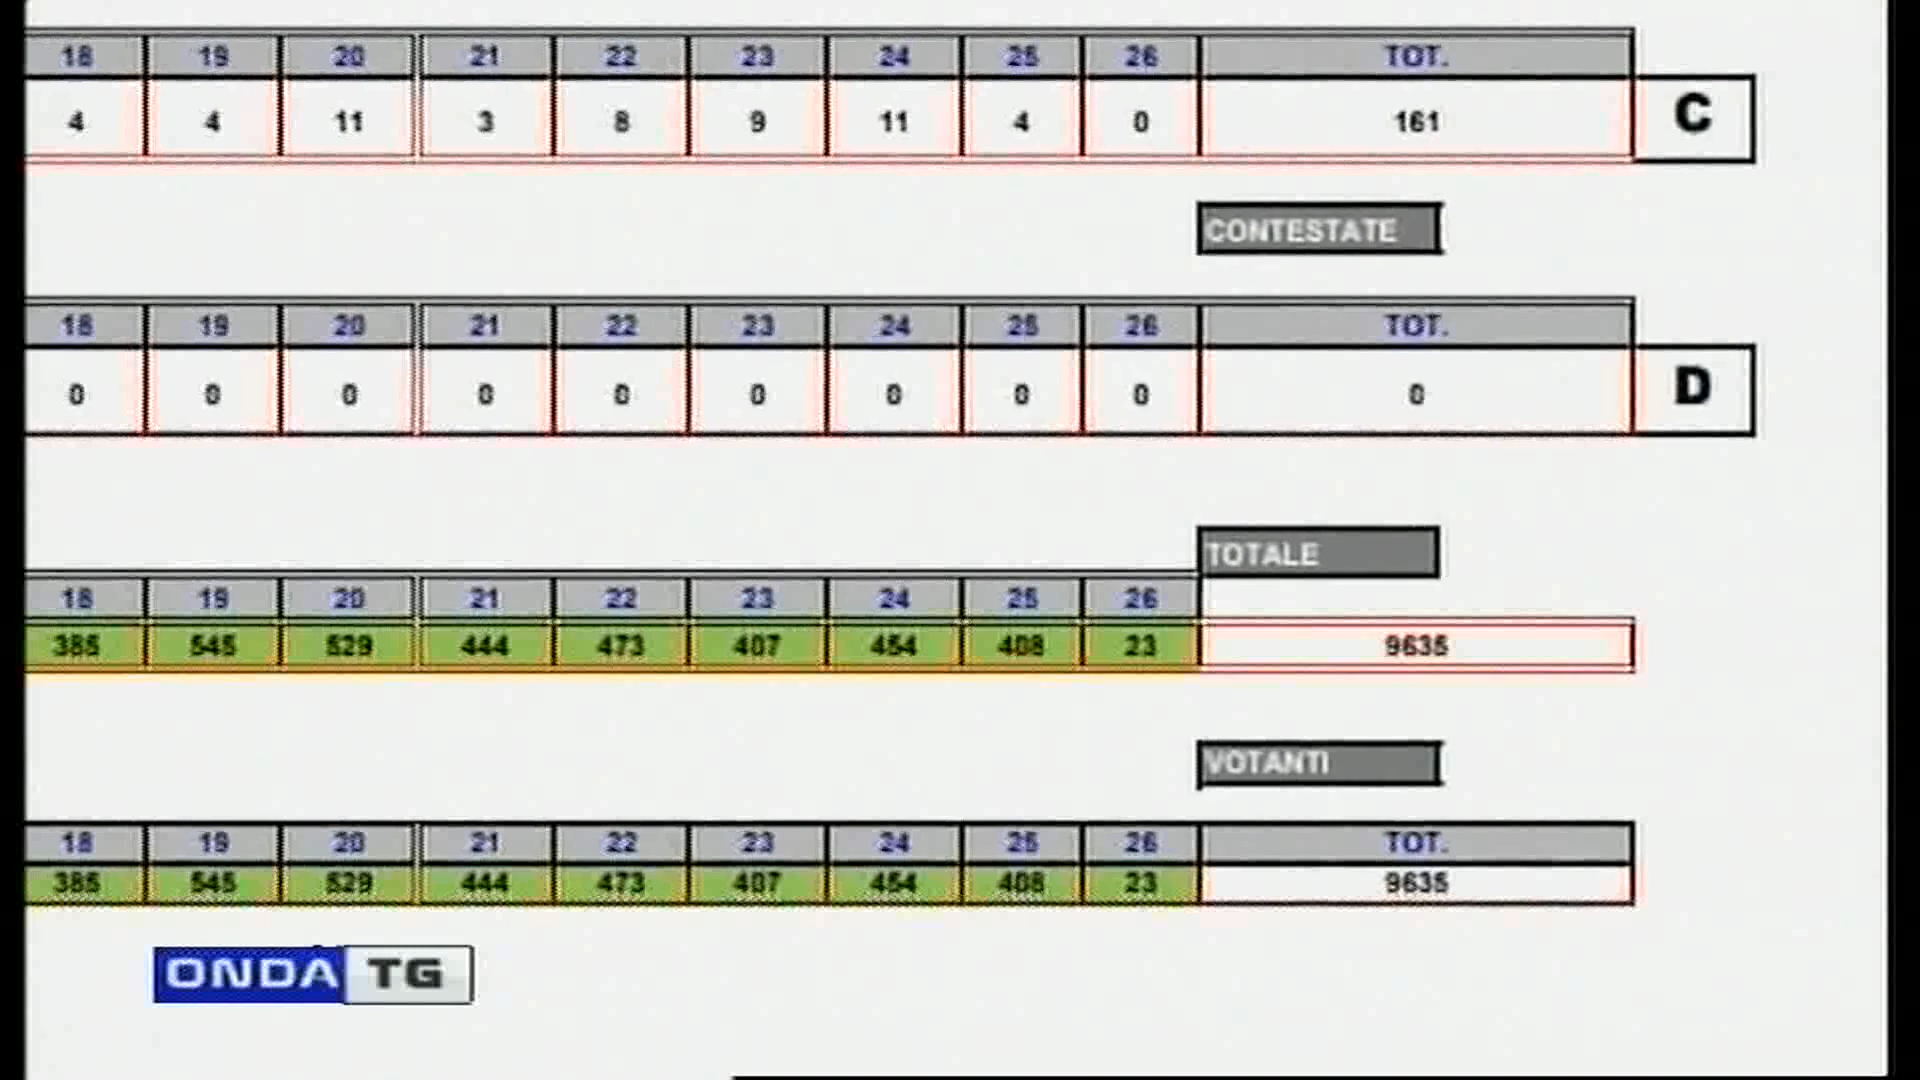 18 19 20 21 22 23 24 25 26 TOT.
4 4 11 3 8 9 11 4 0 161 C
CONTESTATE
18 19 20 21 22 23 24 25 26 TOT.
0 0 0 0 0 0 0 0 0 0 D
TOTALE
18 19 20 21 22 23 24 25 26
385 545 529 444 473 407 454 408 23 9635
VOTANTI
18 19 20 21 22 23 24 25 26 TOT.
385 545 529 444 473 407 454 408 23 9635
ONDA TG